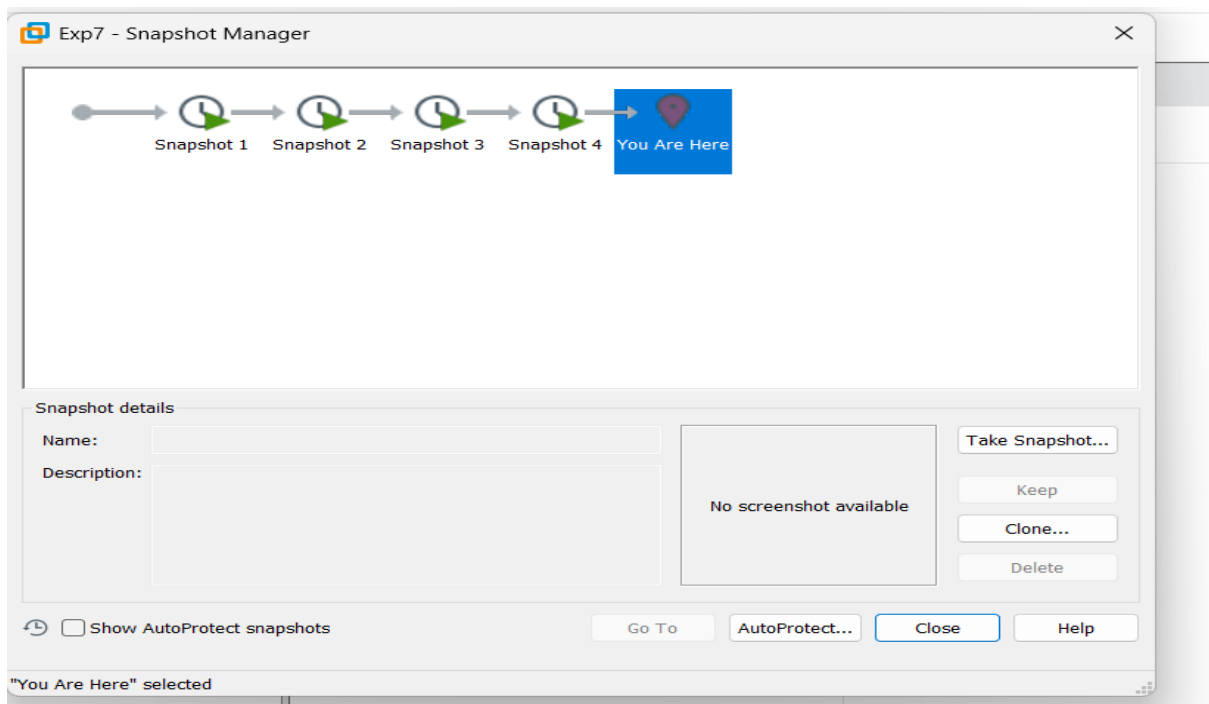 Exp7 - Snapshot Manager
Snapshot 1 Snapshot 2 Snapshot 3 Snapshot 4 You Are Here
Snapshot details
Name:
Take Snapshot...
Description:
Keep
No screenshot available
Clone...
Delete
Show AutoProtect snapshots Go To AutoProtect... Close Help
"You Are Here" selected